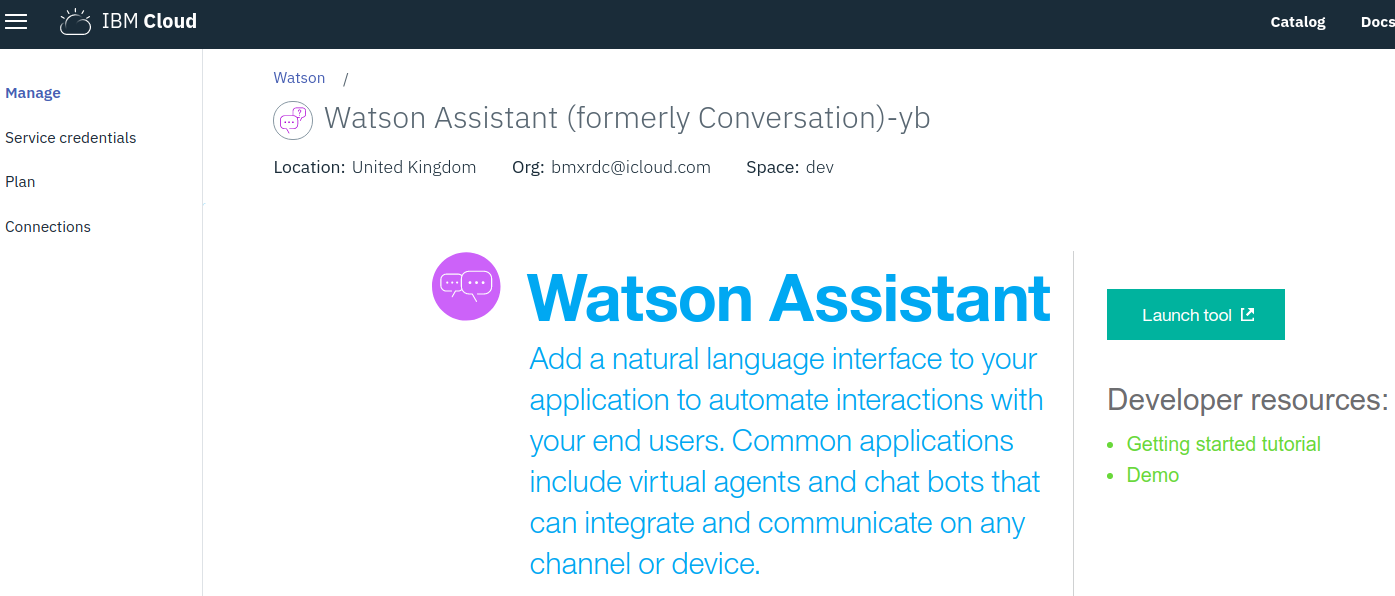 IBM Cloud
Catalog
Docs
Manage
Service credentials
Plan
Connections
Watson /
Watson Assistant (formerly Conversation)-yb
Location: United Kingdom Org: bmxrdc@icloud.com Space: dev
Watson Assistant
Add a natural language interface to your
application to automate interactions with
your end users. Common applications
include virtual agents and chat bots that
can integrate and communicate on any
channel or device.
Launch tool
Developer resources:
Getting started tutorial
Demo